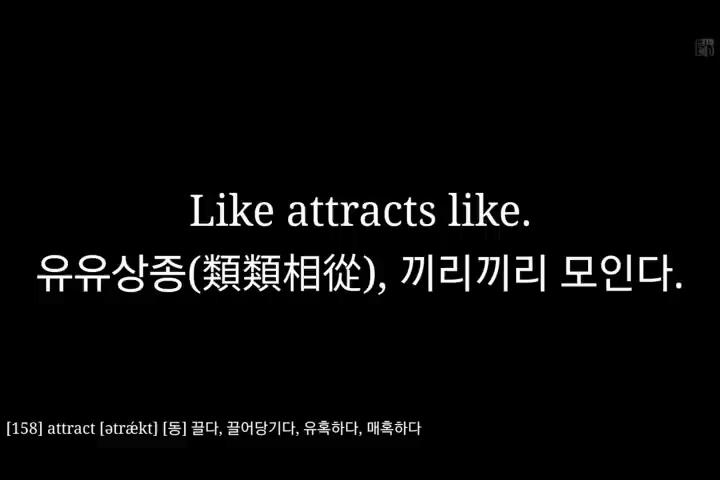 Like attracts like.
유유상종(類類相從), 끼리끼리 모인다.
[158] attract [ətrǽkt] [동] 끌다, 끌어당기다, 유혹하다, 매혹하다